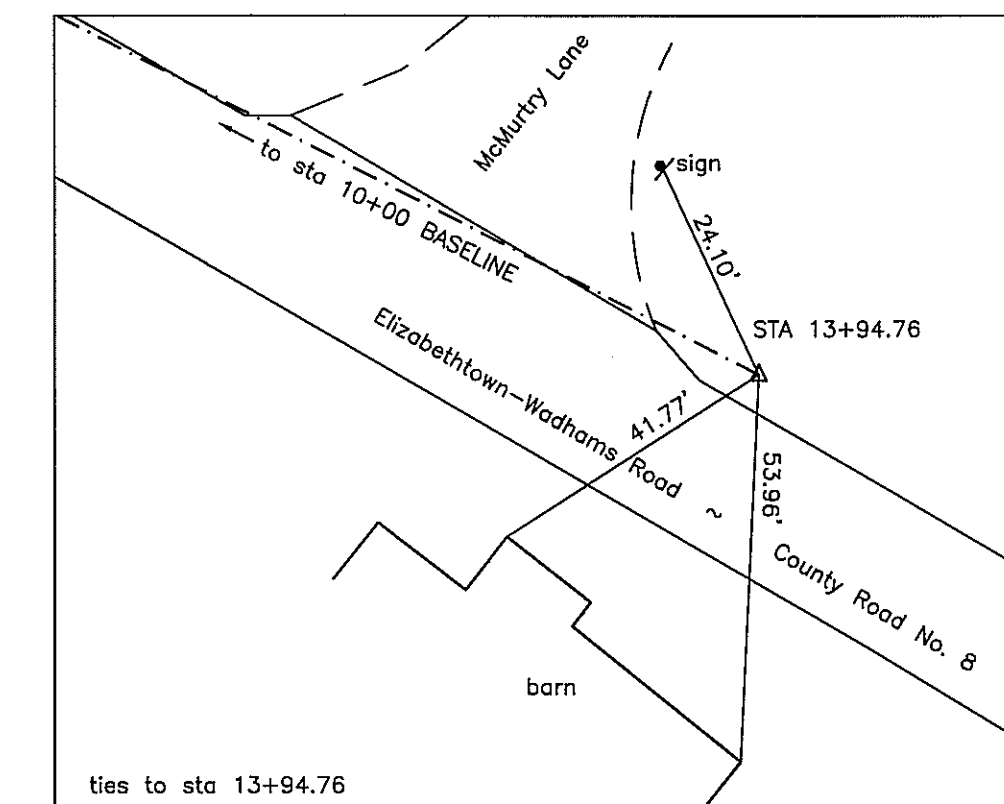 McMurtry Lane
sign
to sta 10+00 BASELINE
24.10'
STA 13+94.76
Elizabethtown-Wadhams Road ~ County Road No. 8
41.77'
53.96'
barn
ties to sta 13+94.76